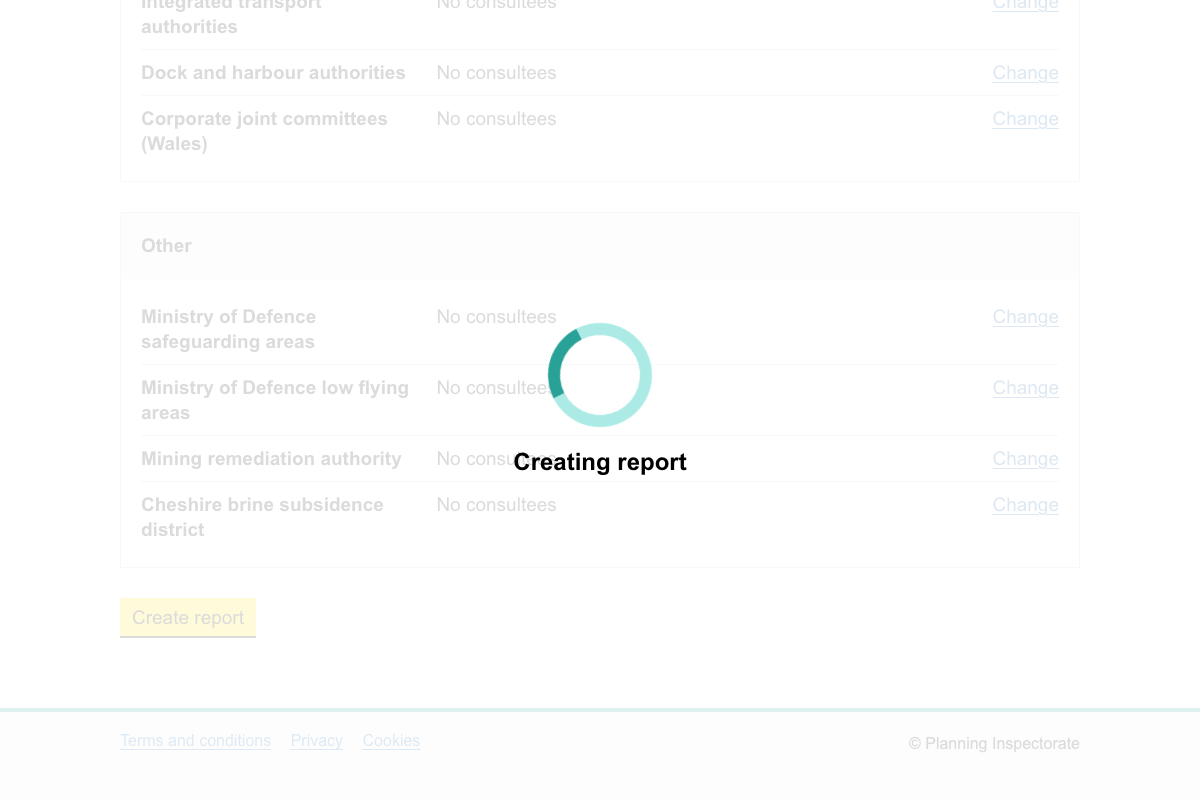 Integrated transport No consultees Change
authorities
Dock and harbour authorities No consultees Change
Corporate joint committees No consultees Change
(Wales)
Other
Ministry of Defence No consultees Change
safeguarding areas
Ministry of Defence low flying No consultees Change
areas
Mining remediation authority No consultees Change
Creating report
Cheshire brine subsidence No consultees Change
district
Create report
Terms and conditions Privacy Cookies © Planning Inspectorate